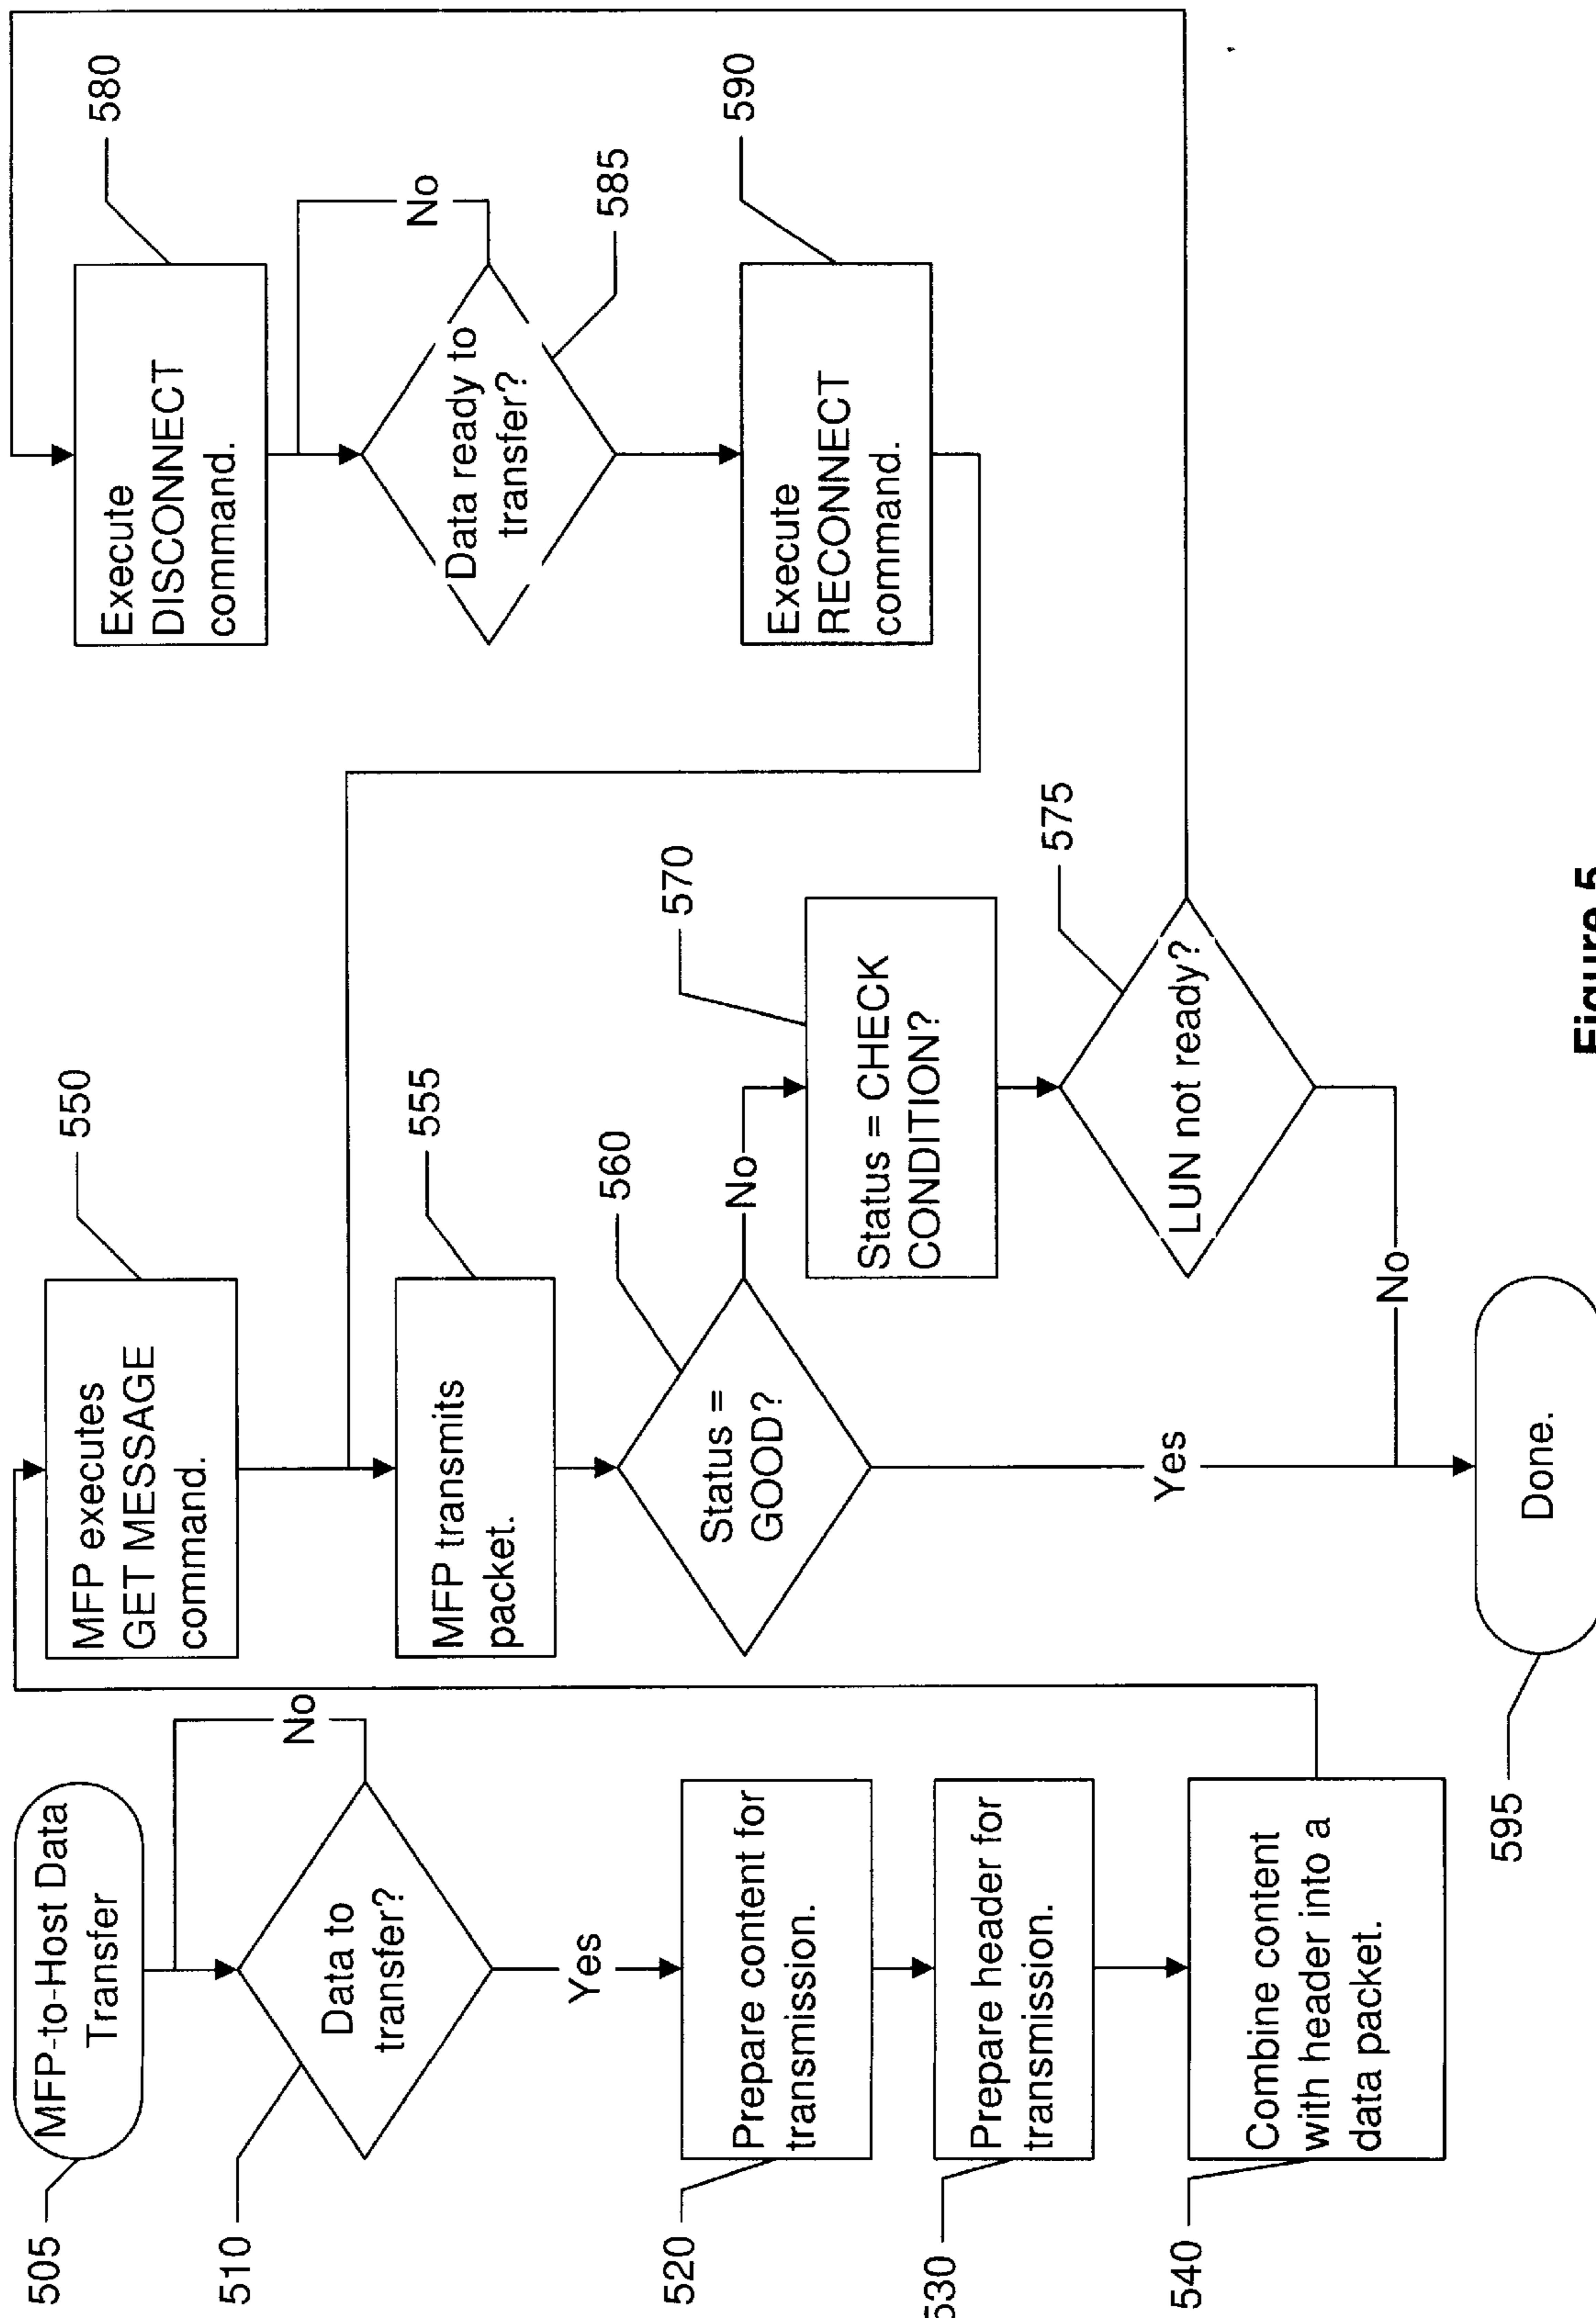 505
MFP-to-Host Data
Transfer
510
Data to
transfer?
No
Yes
520
Prepare content for
transmission.
530
Prepare header for
transmission.
540
Combine content
with header into a
data packet.
550
MFP executes
GET MESSAGE
command.
555
MFP transmits
packet.
560
Status =
GOOD?
No
Yes
570
Status = CHECK
CONDITION?
575
LUN not ready?
No
595
Done.
580
Execute
DISCONNECT
command.
585
Data ready to
transfer?
No
590
Execute
RECONNECT
command.
Figure 5